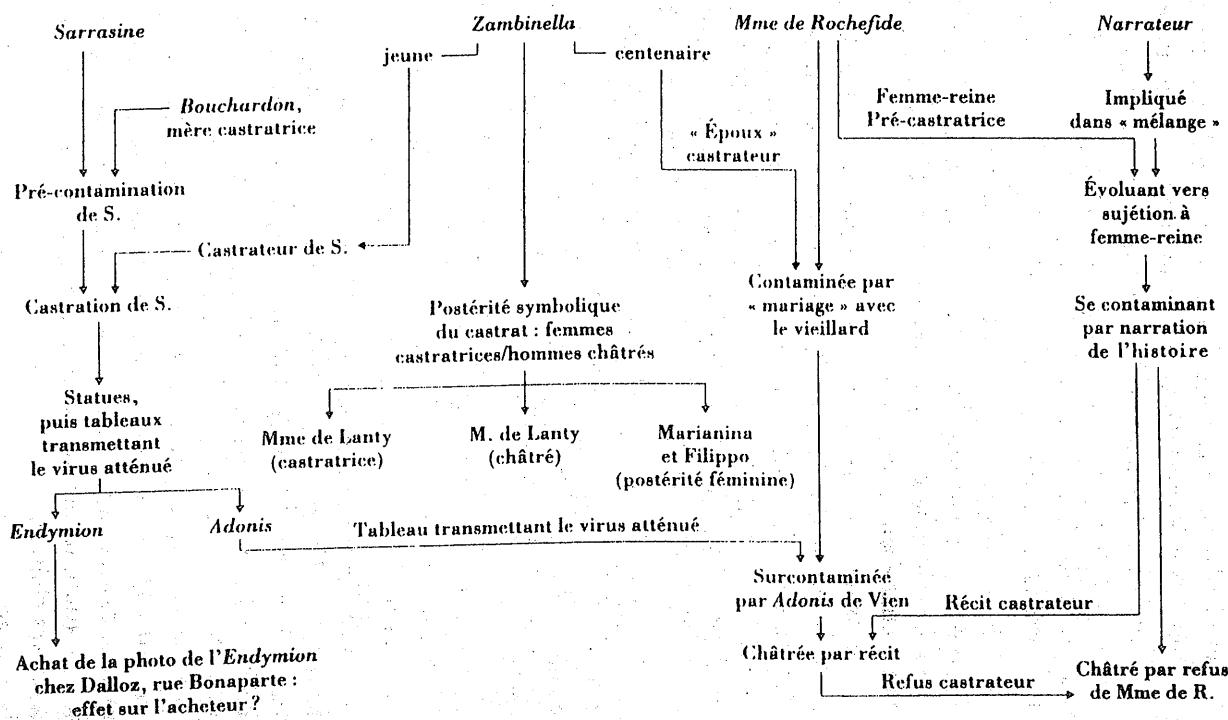 Sarrasine
Zambinella
Mme de Rochefide
Narrateur
jeune
centenaire
Bouchardon,
mère castratrice
« Époux »
castrateur
Femme-reine
Pré-castratrice
Impliqué
dans « mélange »
Pré-contamination
de S.
Évoluant vers
sujétion à
femme-reine
Castrateur de S.
Castration de S.
Postérité symbolique
du castrat : femmes
castratrices/hommes châtrés
Contaminée par
« mariage » avec
le vieillard
Se contaminant
par narration
de l'histoire
Statues,
puis tableaux
transmettant
le virus atténué
Mme de Lanty
(castratrice)
M. de Lanty
(châtré)
Marianina
et Filippo
(postérité féminine)
Endymion
Adonis
Tableau transmettant le virus atténué
Surcontaminée
par Adonis de Vien
Récit castrateur
Achat de la photo de l'Endymion
chez Dalloz, rue Bonaparte :
effet sur l'acheteur ?
Châtrée par récit
Refus castrateur
Châtré par refus
de Mme de R.